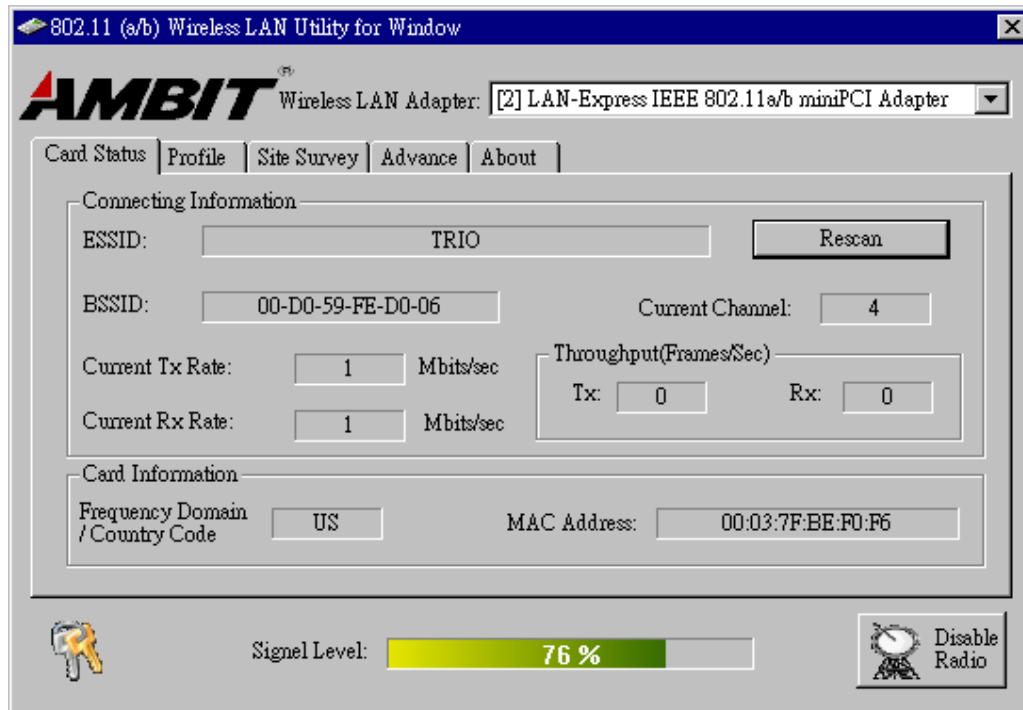 802.11 (a/b) Wireless LAN Utility for Window
AMBIT®
Wireless LAN Adapter: [2] LAN-Express IEEE 802.11a/b miniPCI Adapter
Card Status Profile Site Survey Advance About
Connecting Information
ESSID: TRIO Rescan
BSSID: 00-D0-59-FE-D0-06 Current Channel: 4
Current Tx Rate: 1 Mbits/sec
Throughput(Frames/Sec)
Tx: 0 Rx: 0
Current Rx Rate: 1 Mbits/sec
Card Information
Frequency Domain
/ Country Code
US
MAC Address: 00:03:7F:BE:F0:F6
Signel Level: 76 %
Disable
Radio